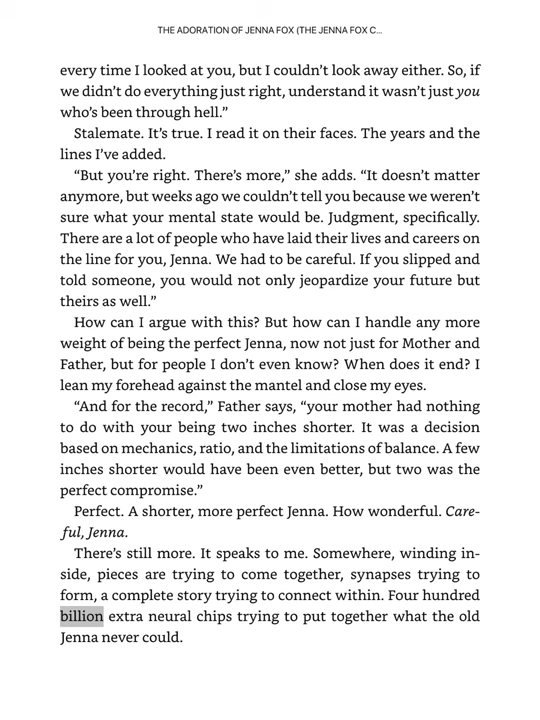 THE ADORATION OF JENNA FOX (THE JENNA FOX C...
every time I looked at you, but I couldn’t look away either. So, if
we didn’t do everything just right, understand it wasn’t just you
who’s been through hell.”
Stalemate. It’s true. I read it on their faces. The years and the
lines I’ve added.
“But you’re right. There’s more,” she adds. “It doesn’t matter
anymore, but weeks ago we couldn’t tell you because we weren’t
sure what your mental state would be. Judgment, specifically.
There are a lot of people who have laid their lives and careers on
the line for you, Jenna. We had to be careful. If you slipped and
told someone, you would not only jeopardize your future but
theirs as well.”
How can I argue with this? But how can I handle any more
weight of being the perfect Jenna, now not just for Mother and
Father, but for people I don’t even know? When does it end? I
lean my forehead against the mantel and close my eyes.
“And for the record,” Father says, “your mother had nothing
to do with your being two inches shorter. It was a decision
based on mechanics, ratio, and the limitations of balance. A few
inches shorter would have been even better, but two was the
perfect compromise.”
Perfect. A shorter, more perfect Jenna. How wonderful. Care-
ful, Jenna.
There’s still more. It speaks to me. Somewhere, winding in-
side, pieces are trying to come together, synapses trying to
form, a complete story trying to connect within. Four hundred
billion extra neural chips trying to put together what the old
Jenna never could.